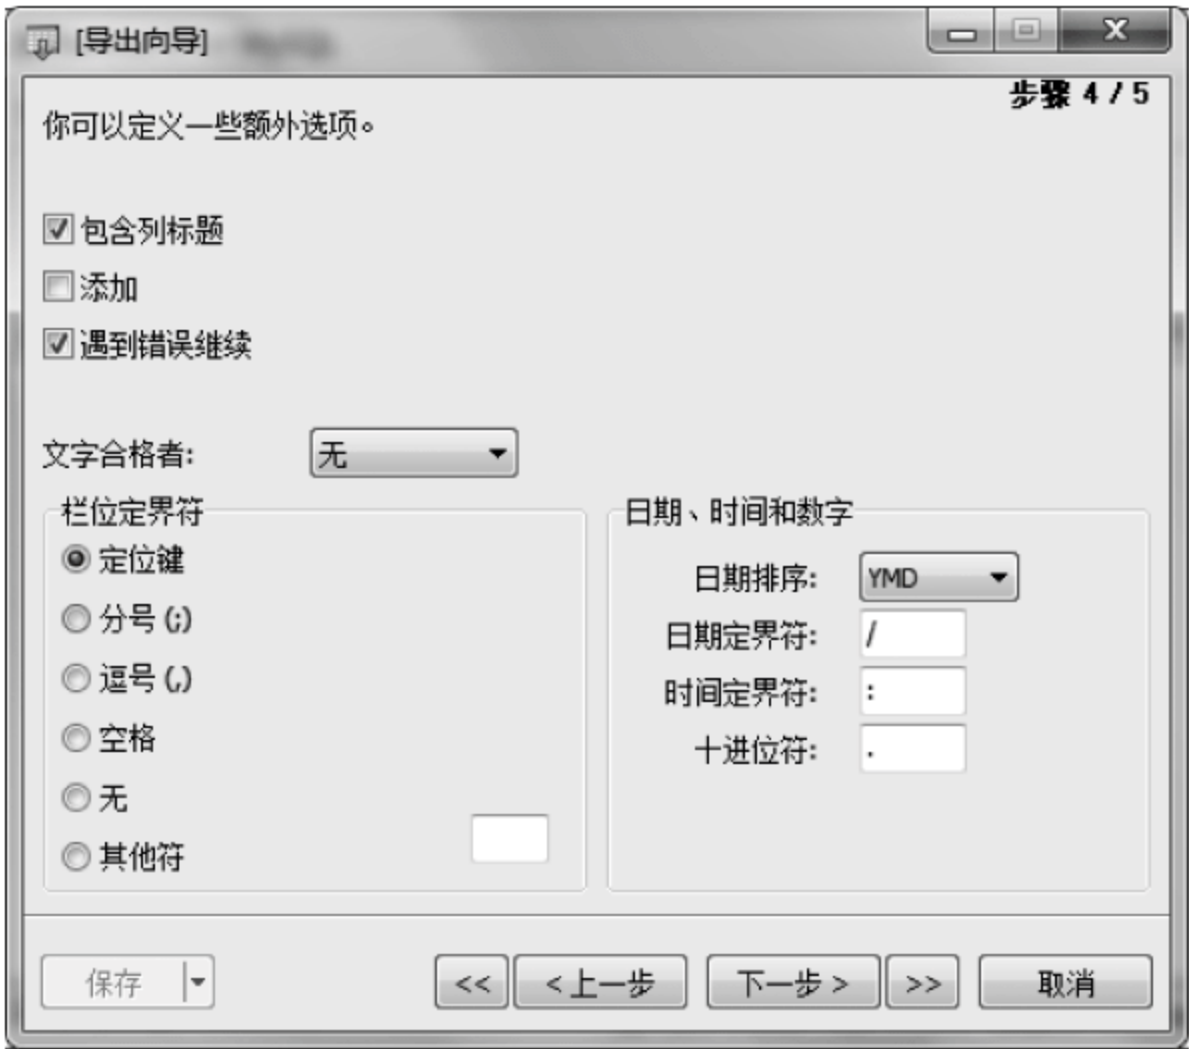 [导出向导]
步骤 4 / 5
你可以定义一些额外选项。
包含列标题
添加
遇到错误继续
文字合格者: 无
栏位定界符
定位键
分号 (;)
逗号 (,)
空格
无
其他符
日期、时间和数字
日期排序: YMD
日期定界符: /
时间定界符: :
十进位符: .
保存 << < 上一步 下一步 > >> 取消